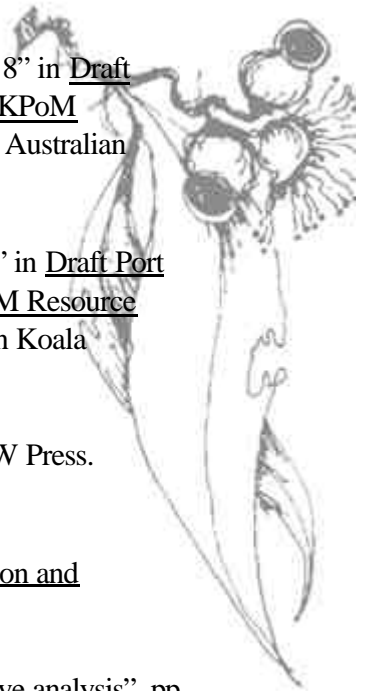 8” in Draft
KPoM
Australian
’ in Draft Port
M Resource
n Koala
W Press.
on and
ve analysis”, pp